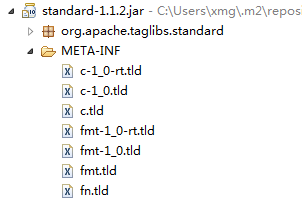 standard-1.1.2.jar - C:\Users\xmg\.m2\repos
org.apache.taglibs.standard
META-INF
c-1_0-rt.tld
c-1_0.tld
c.tld
fmt-1_0-rt.tld
fmt-1_0.tld
fmt.tld
fn.tld